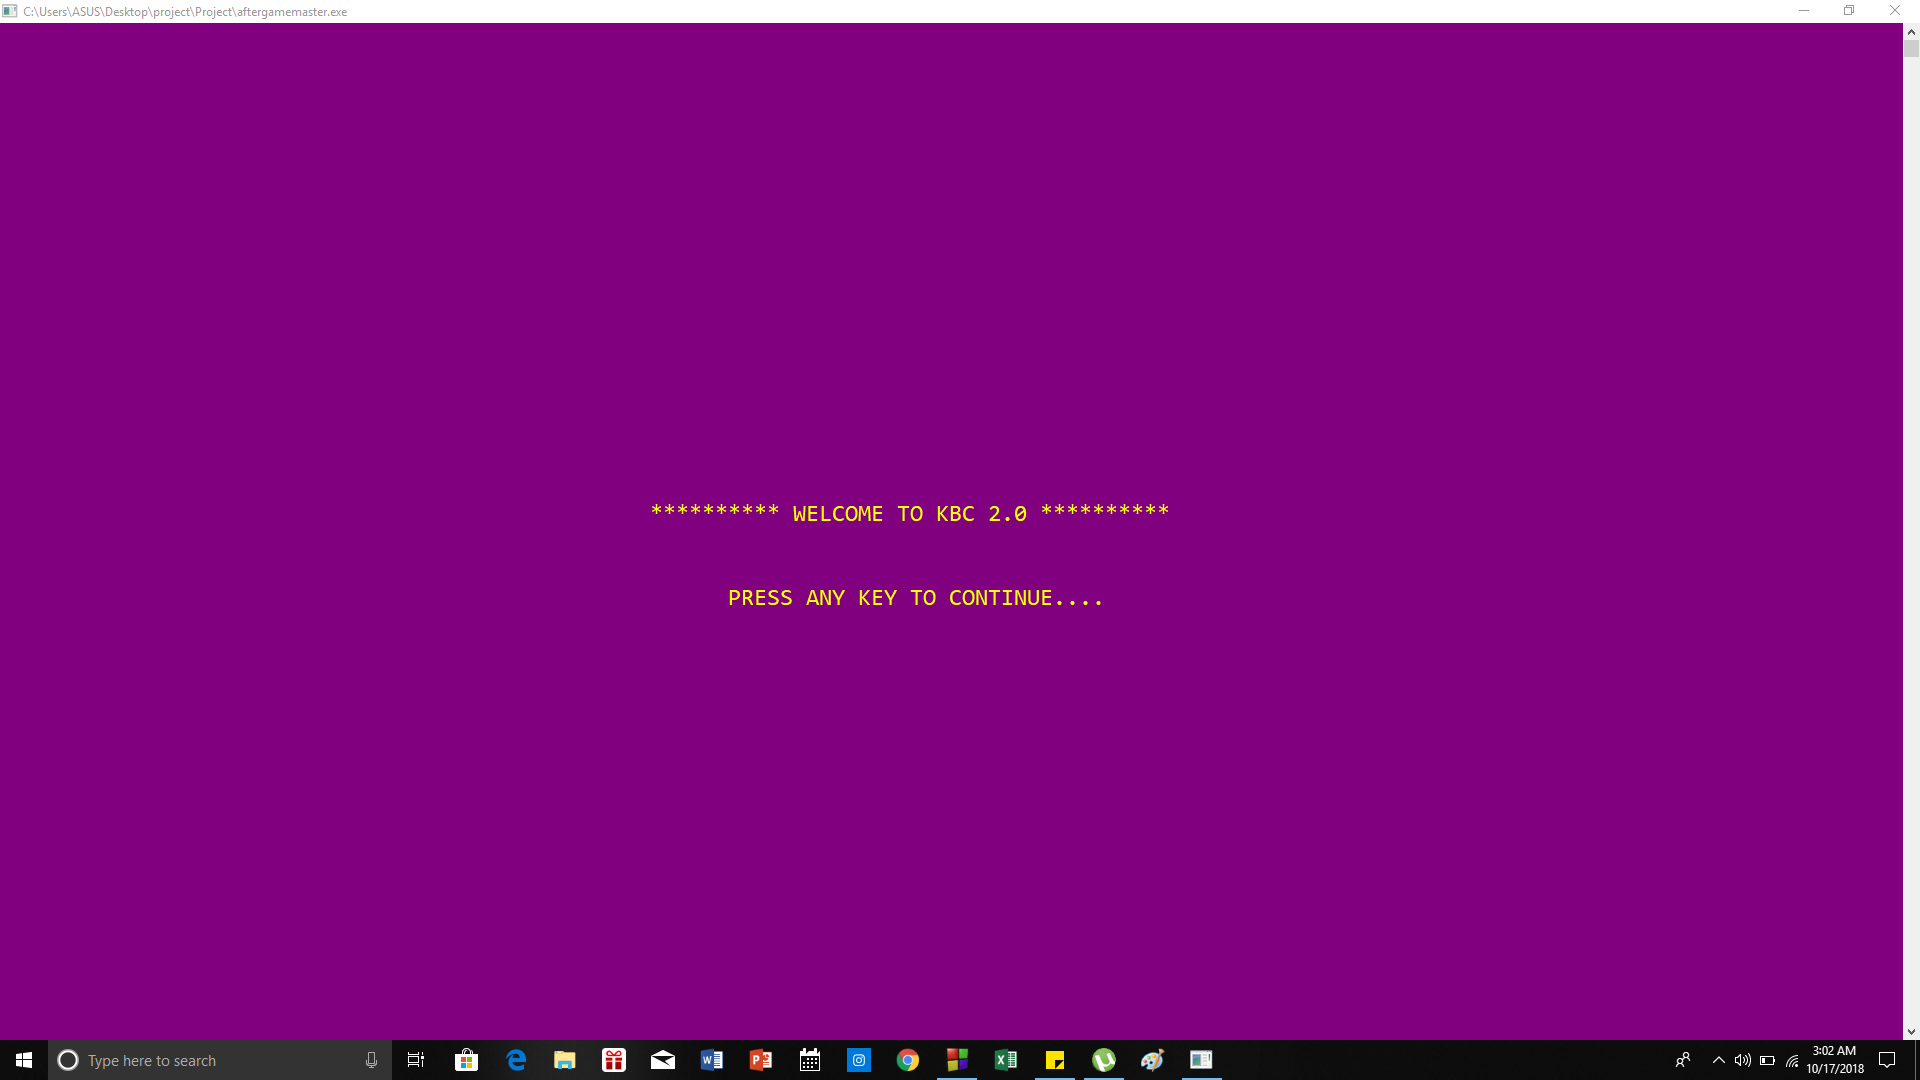 C:\Users\ASUS\Desktop\project\Project\aftergamemaster.exe
********** WELCOME TO KBC 2.0 **********
PRESS ANY KEY TO CONTINUE....
Type here to search
3:02 AM
10/17/2018